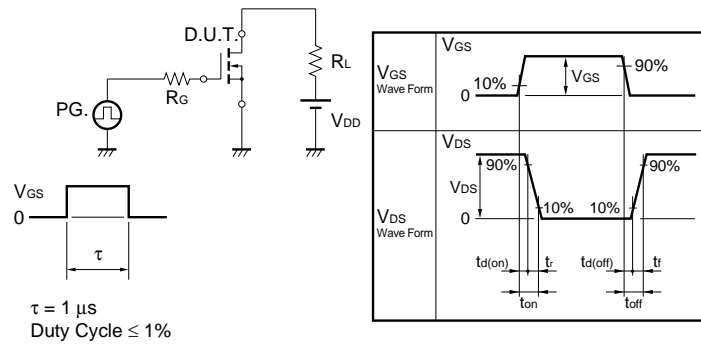 D.U.T.
RL
RG
PG.
VDD
VGS
0
τ
τ = 1 μs
Duty Cycle ≤ 1%
VGS
Wave Form
VGS
10%
VGS
90%
0
VDS
Wave Form
VDS
90%
90%
VDS
10%
10%
0
td(on)
tr
td(off)
tf
ton
toff